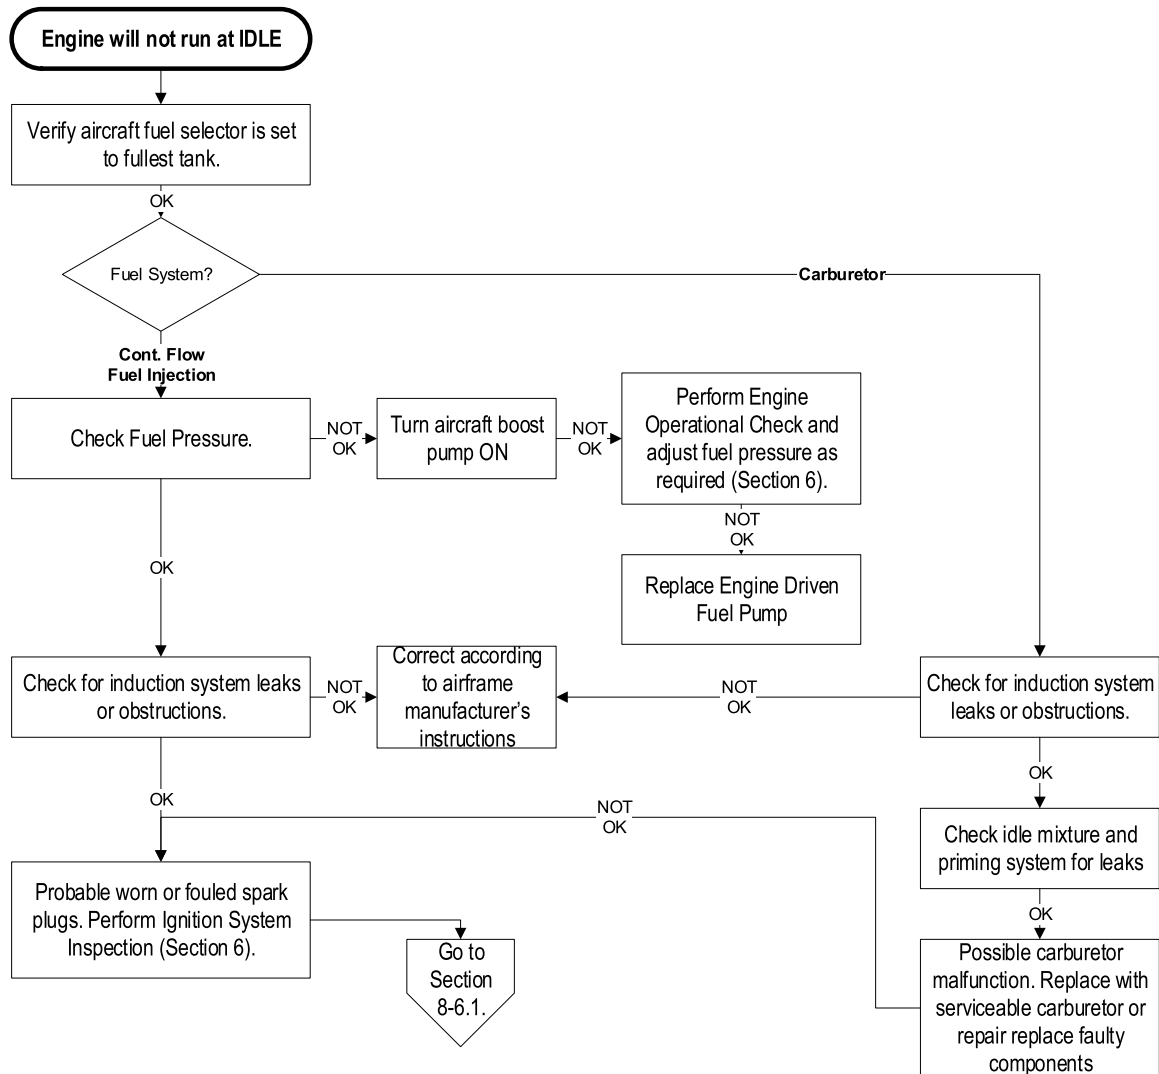 Engine will not run at IDLE
Verify aircraft fuel selector is set
to fullest tank.
OK
Fuel System?
Carburetor
Cont. Flow
Fuel Injection
Check Fuel Pressure.
NOT
OK
Turn aircraft boost
pump ON
NOT
OK
Perform Engine
Operational Check and
adjust fuel pressure as
required (Section 6).
NOT
OK
Replace Engine Driven
Fuel Pump
OK
Check for induction system leaks
or obstructions.
NOT
OK
Correct according
to airframe
manufacturer’s
instructions
NOT
OK
Check for induction system
leaks or obstructions.
OK
OK
NOT
OK
Check idle mixture and
priming system for leaks
OK
Probable worn or fouled spark
plugs. Perform Ignition System
Inspection (Section 6).
Go to
Section
8-6.1.
Possible carburetor
malfunction. Replace with
serviceable carburetor or
repair replace faulty
components